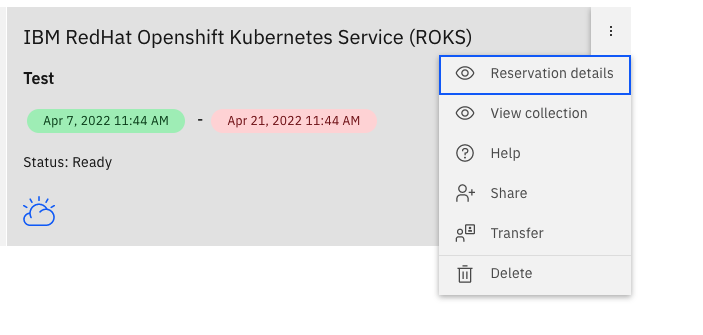 IBM RedHat Openshift Kubernetes Service (ROKS)
Test
Apr 7, 2022 11:44 AM - Apr 21, 2022 11:44 AM
Status: Ready
Reservation details
View collection
Help
Share
Transfer
Delete